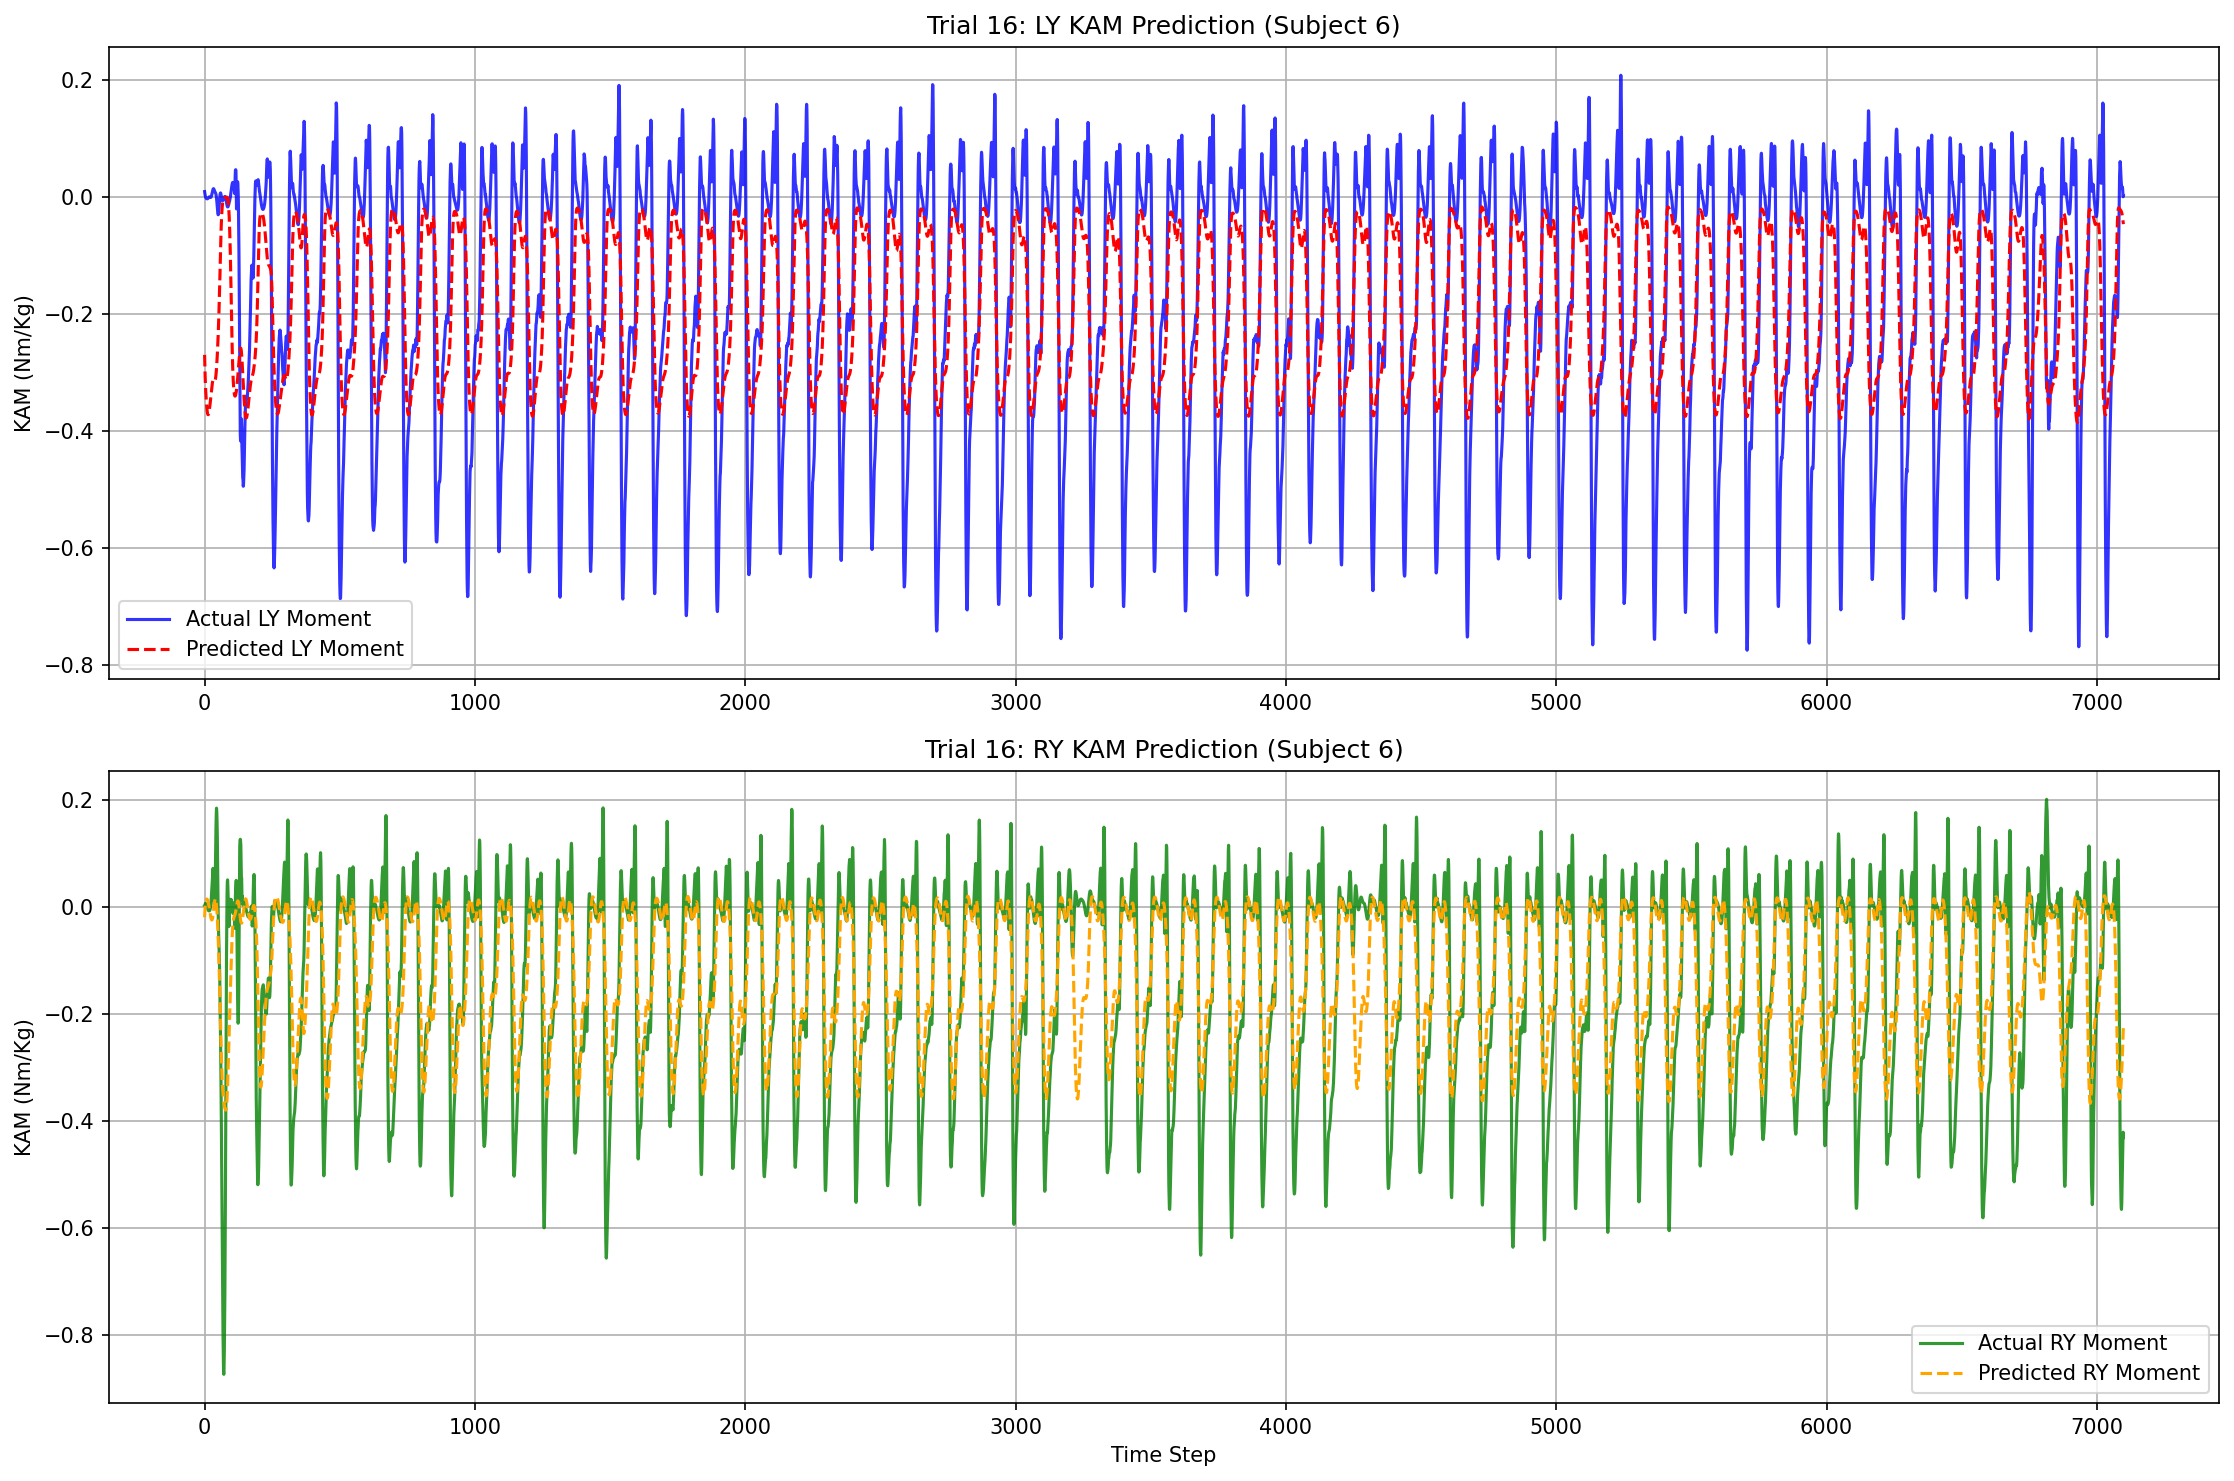 Trial 16: LY KAM Prediction (Subject 6)
KAM (Nm/Kg)
0.2
0.0
−0.2
−0.4
−0.6
−0.8
Actual LY Moment
Predicted LY Moment
0 1000 2000 3000 4000 5000 6000 7000
Trial 16: RY KAM Prediction (Subject 6)
KAM (Nm/Kg)
0.2
0.0
−0.2
−0.4
−0.6
−0.8
Actual RY Moment
Predicted RY Moment
0 1000 2000 3000 4000 5000 6000 7000
Time Step